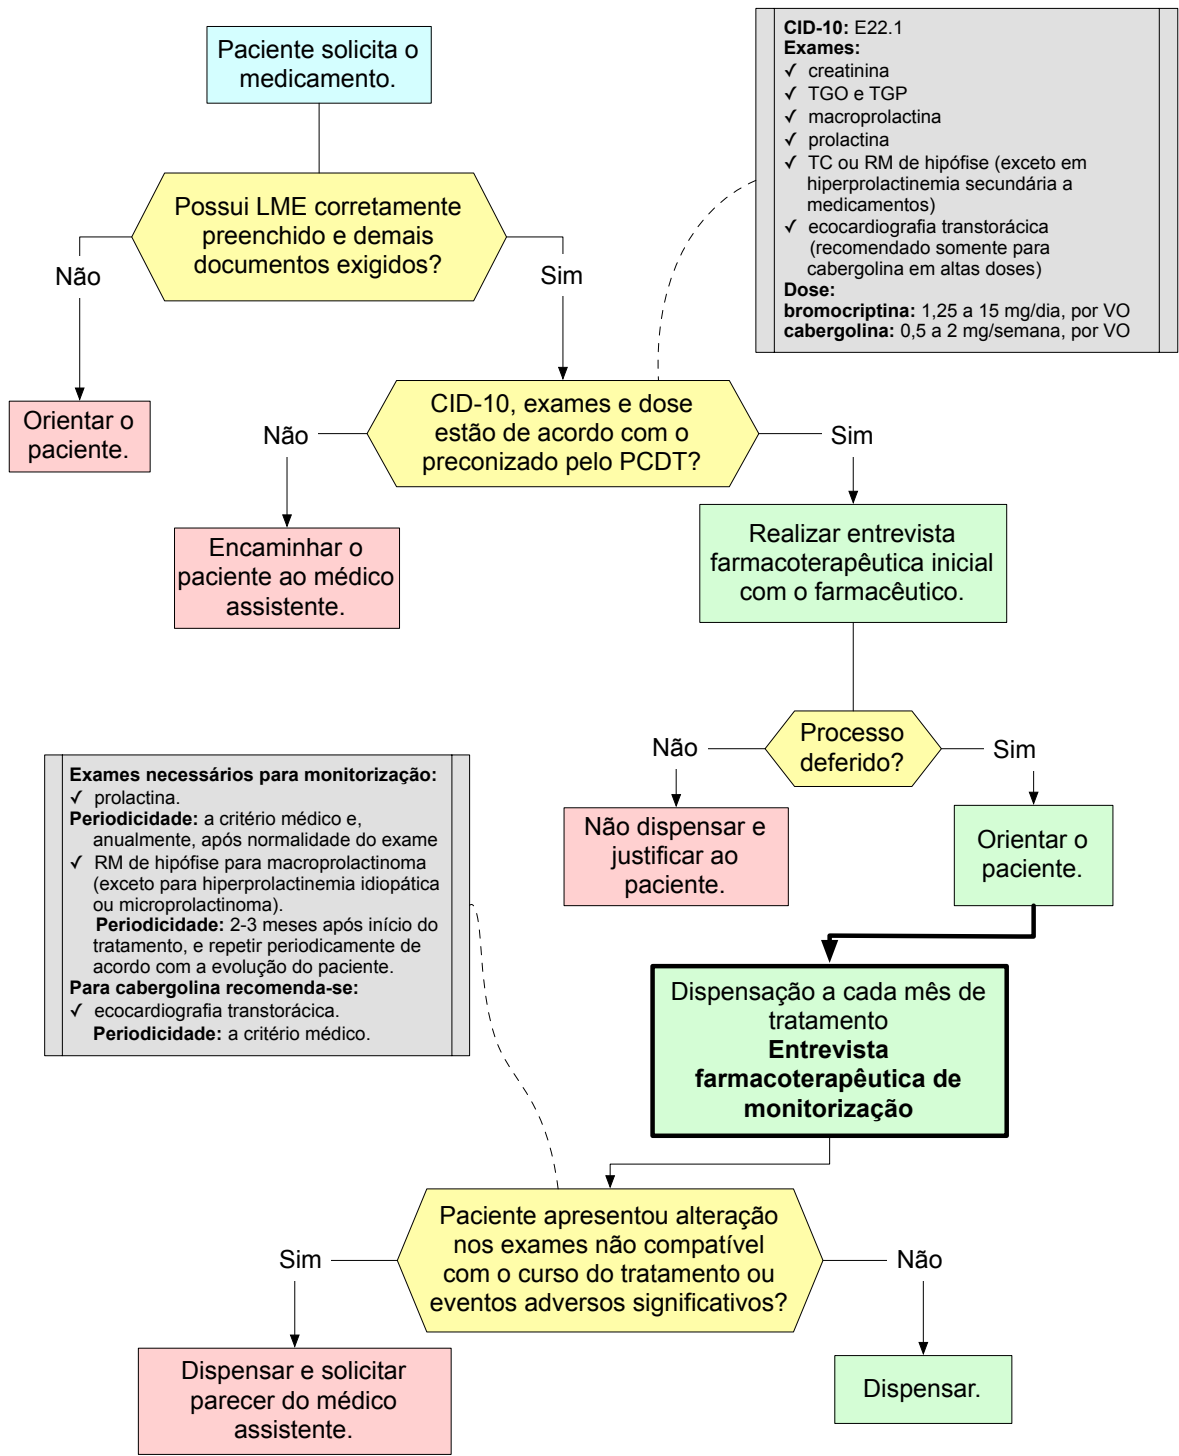 Paciente solicita o
medicamento.
CID-10: E22.1
Exames:
✓ creatinina
✓ TGO e TGP
✓ macroprolactina
✓ prolactina
✓ TC ou RM de hipófise (exceto em
hiperprolactinemia secundária a
medicamentos)
✓ ecocardiografia transtorácica
(recomendado somente para
cabergolina em altas doses)
Dose:
bromocriptina: 1,25 a 15 mg/dia, por VO
cabergolina: 0,5 a 2 mg/semana, por VO
Possui LME corretamente
preenchido e demais
documentos exigidos?
Não
Sim
Orientar o
paciente.
CID-10, exames e dose
estão de acordo com o
preconizado pelo PCDT?
Não
Sim
Encaminhar o
paciente ao médico
assistente.
Realizar entrevista
farmacoterapêutica inicial
com o farmacêutico.
Processo
deferido?
Não
Sim
Não dispensar e
justificar ao
paciente.
Orientar o
paciente.
Exames necessários para monitorização:
✓ prolactina.
Periodicidade: a critério médico e,
anualmente, após normalidade do exame
✓ RM de hipófise para macroprolactinoma
(exceto para hiperprolactinemia idiopática
ou microprolactinoma).
Periodicidade: 2-3 meses após início do
tratamento, e repetir periodicamente de
acordo com a evolução do paciente.
Para cabergolina recomenda-se:
✓ ecocardiografia transtorácica.
Periodicidade: a critério médico.
Dispensação a cada mês de
tratamento
Entrevista
farmacoterapêutica de
monitorização
Paciente apresentou alteração
nos exames não compatível
com o curso do tratamento ou
eventos adversos significativos?
Sim
Não
Dispensar e solicitar
parecer do médico
assistente.
Dispensar.